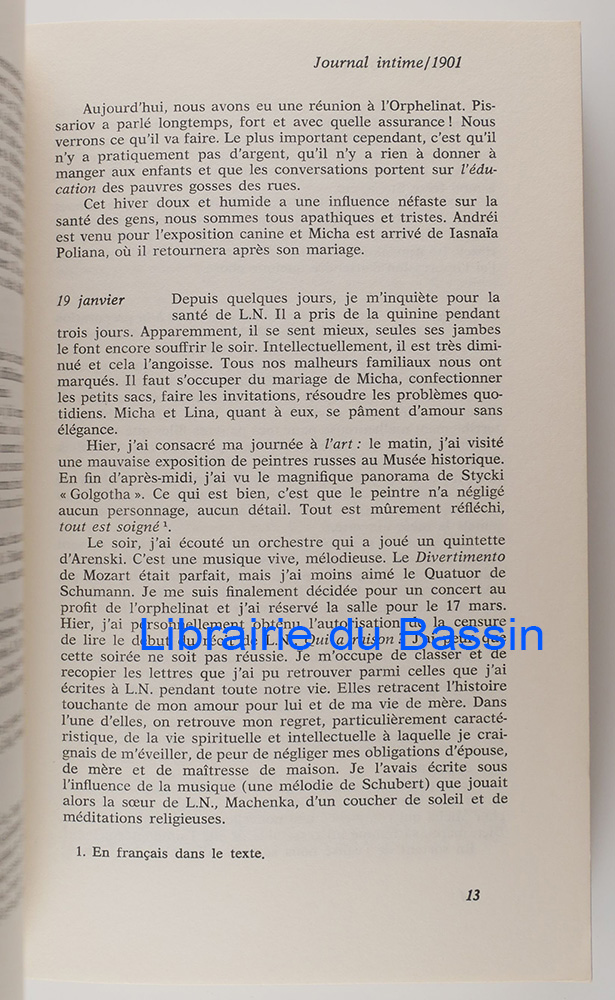 Journal intime/1901
Aujourd'hui, nous avons eu une réunion à l'Orphelinat. Pis-
sariov a parlé longtemps, fort et avec quelle assurance ! Nous
verrons ce qu'il va faire. Le plus important cependant, c'est qu'il
n'y a pratiquement pas d'argent, qu'il n'y a rien à donner à
manger aux enfants et que les conversations portent sur l'édu-
cation des pauvres gosses des rues.
Cet hiver doux et humide a une influence néfaste sur la
santé des gens, nous sommes tous apathiques et tristes. Andréi
est venu pour l'exposition canine et Micha est arrivé de Iasnaïa
Poliana, où il retournera après son mariage.
19 janvier Depuis quelques jours, je m'inquiète pour la
santé de L.N. Il a pris de la quinine pendant
trois jours. Apparemment, il se sent mieux, seules ses jambes
le font encore souffrir le soir. Intellectuellement, il est très dimi-
nué et cela l'angoisse. Tous nos malheurs familiaux nous ont
marqués. Il faut s'occuper du mariage de Micha, confectionner
les petits sacs, faire les invitations, résoudre les problèmes quo-
tidiens. Micha et Lina, quant à eux, se pâment d'amour sans
élégance.
Hier, j'ai consacré ma journée à l'art : le matin, j'ai visité
une mauvaise exposition de peintres russes au Musée historique.
En fin d'après-midi, j'ai vu le magnifique panorama de Stycki
« Golgotha ». Ce qui est bien, c'est que le peintre n'a négligé
aucun personnage, aucun détail. Tout est mûrement réfléchi,
tout est soigné ¹.
Le soir, j'ai écouté un orchestre qui a joué un quintette
d'Arenski. C'est une musique vive, mélodieuse. Le Divertimento
de Mozart était parfait, mais j'ai moins aimé le Quatuor de
Schumann. Je me suis finalement décidée pour un concert au
profit de l'orphelinat et j'ai réservé la salle pour le 17 mars.
Hier, j'ai personnellement obtenu l'autorisation de la censure
de lire le début du récit de L.N. Qui a raison ? J'ai peur que
Librairie du Bassin
cette soirée ne soit pas réussie. Je m'occupe de classer et de
recopier les lettres que j'ai pu retrouver parmi celles que j'ai
écrites à L.N. pendant toute notre vie. Elles retracent l'histoire
touchante de mon amour pour lui et de ma vie de mère. Dans
l'une d'elles, on retrouve mon regret, particulièrement caracté-
ristique, de la vie spirituelle et intellectuelle à laquelle je crai-
gnais de m'éveiller, de peur de négliger mes obligations d'épouse,
de mère et de maîtresse de maison. Je l'avais écrite sous
l'influence de la musique (une mélodie de Schubert) que jouait
alors la sœur de L.N., Machenka, d'un coucher de soleil et de
méditations religieuses.
1. En français dans le texte.
13